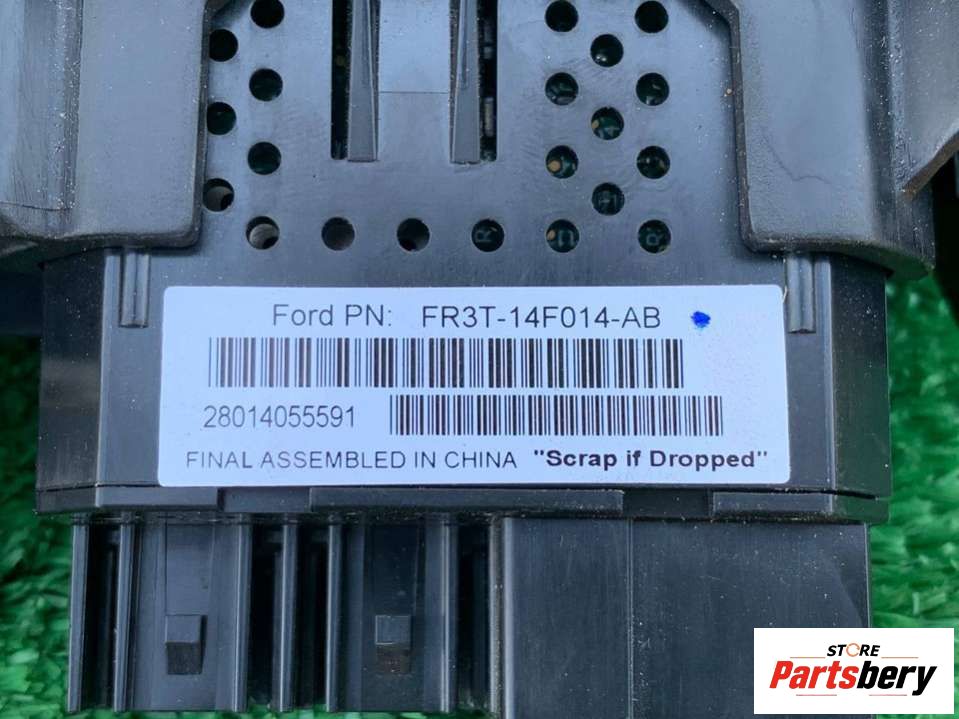 Ford PN: FR3T-14F014-AB
28014055591
FINAL ASSEMBLED IN CHINA "Scrap if Dropped"
STORE
Partsbery